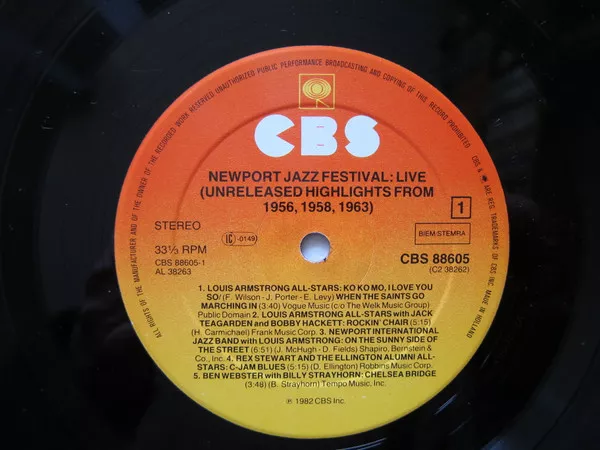 ALL RIGHTS OF THE MANUFACTURER AND OF THE OWNER OF THE RECORDED WORK RESERVED UNAUTHORIZED PUBLIC PERFORMANCE BROADCASTING AND COPYING OF THIS RECORD PROHIBITED
CBS & ARE REG. TRADEMARKS OF CBS INC. MADE IN HOLLAND
CBS
NEWPORT JAZZ FESTIVAL: LIVE
(UNRELEASED HIGHLIGHTS FROM
1956, 1958, 1963)
1
STEREO
IC -0149
BIEM-STEMRA
33⅓ RPM
CBS 88605
CBS 88605-1
(C2 38262)
AL 38263
1. LOUIS ARMSTRONG ALL-STARS: KO KO MO, I LOVE YOU
SO/ (F. Wilson - J. Porter - E. Levy) WHEN THE SAINTS GO
MARCHING IN (3.40) Vogue Music (c/o The Welk Music Group)
Public Domain 2. LOUIS ARMSTRONG ALL-STARS with JACK
TEAGARDEN and BOBBY HACKETT: ROCKIN' CHAIR (5:15)
(H. Carmichael) Frank Music Corp. 3. NEWPORT INTERNATIONAL
JAZZ BAND with LOUIS ARMSTRONG: ON THE SUNNY SIDE OF
THE STREET (6:51) (J. McHugh - D. Fields) Shapiro, Bernstein &
Co., Inc. 4. REX STEWART AND THE ELLINGTON ALUMNI ALL-
STARS: C-JAM BLUES (5:15) (D. Ellington) Robbins Music Corp.
5. BEN WEBSTER with BILLY STRAYHORN: CHELSEA BRIDGE
(3:48) (B. Strayhorn) Tempo Music, Inc.
℗ 1982 CBS Inc.